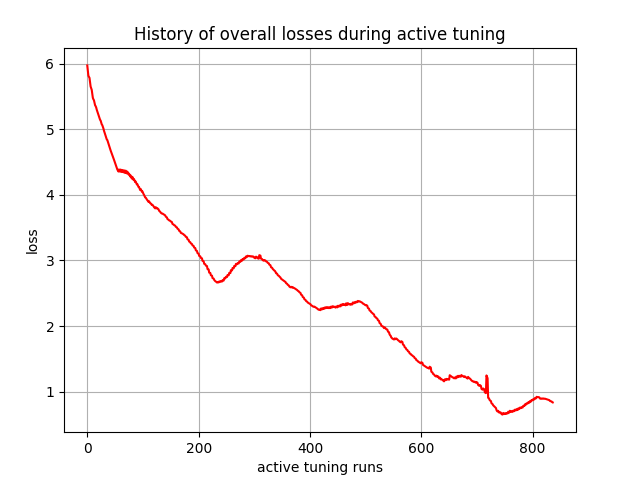 History of overall losses during active tuning
6
5
4
3
2
1
loss
0 200 400 600 800
active tuning runs